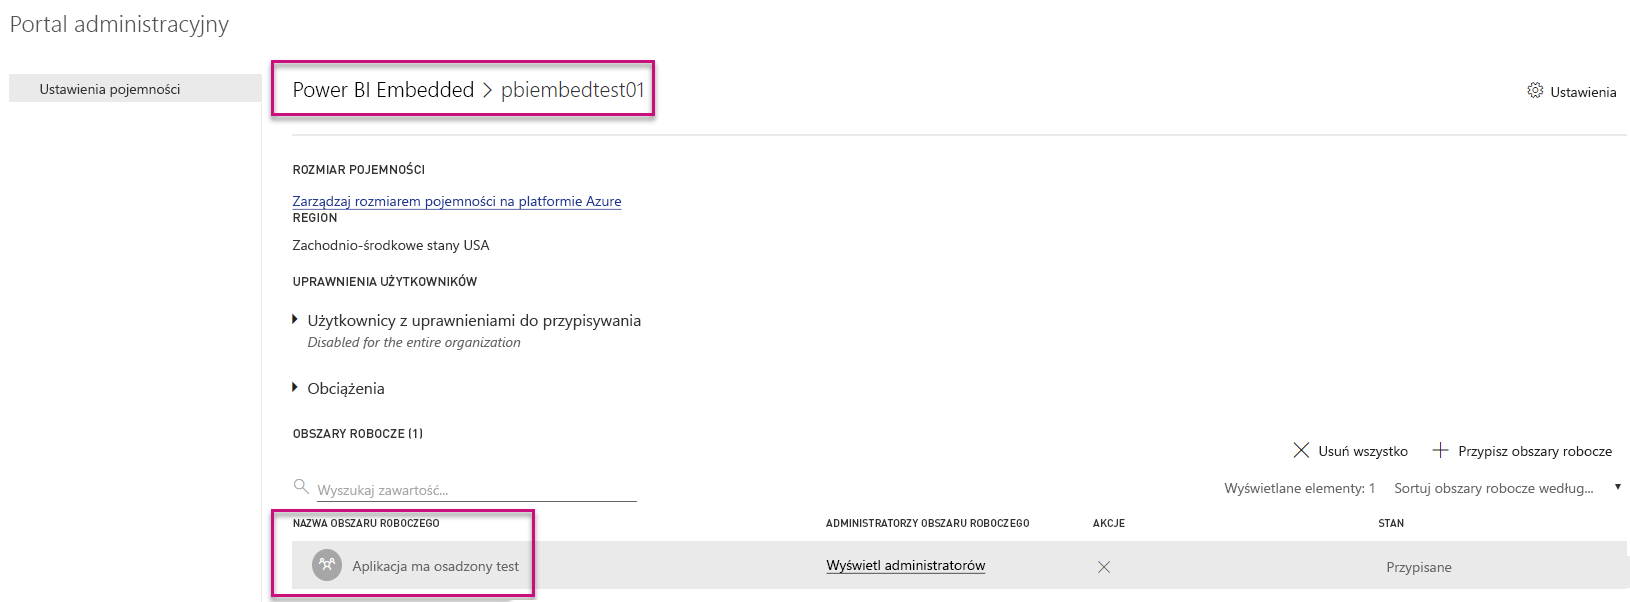 Portal administracyjny
Ustawienia pojemności
Power BI Embedded > pbiembedtest01
Ustawienia
ROZMIAR POJEMNOŚCI
Zarządzaj rozmiarem pojemności na platformie Azure
REGION
Zachodnio-środkowe stany USA
UPRAWNIENIA UŻYTKOWNIKÓW
Użytkownicy z uprawnieniami do przypisywania
Disabled for the entire organization
Obciążenia
OBSZARY ROBOCZE (1)
Usuń wszystko
Przypisz obszary robocze
Wyszukaj zawartość...
Wyświetlane elementy: 1
Sortuj obszary robocze według...
NAZWA OBSZARU ROBOCZEGO
ADMINISTRATORZY OBSZARU ROBOCZEGO
AKCJE
STAN
Aplikacja ma osadzony test
Wyświetl administratorów
Przypisane